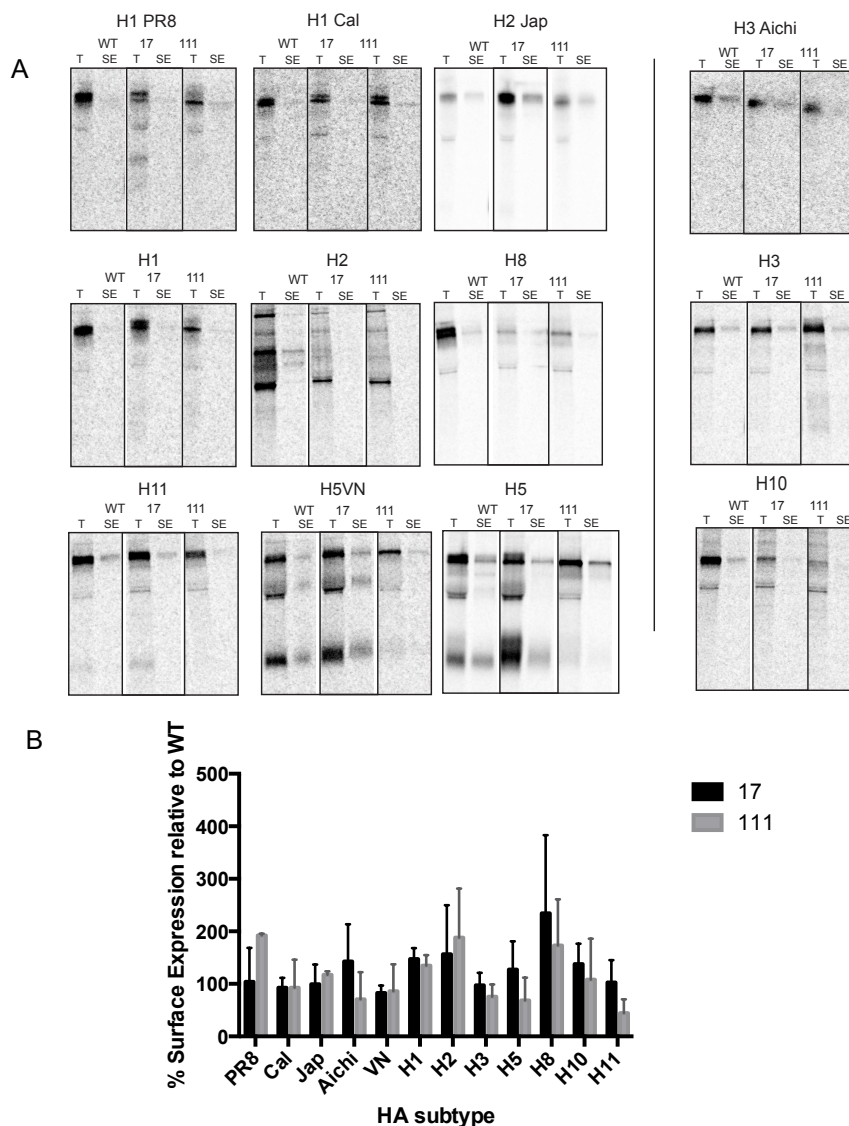 H1 PR8 H1 Cal H2 Jap H3 Aichi
A
WT 17 111 WT 17 111 WT 17 111 WT 17 111
T SE T SE T SE T SE T SE T SE T SE T SE T SE T SE T SE T SE
H1 H2 H8 H3
WT 17 111 WT 17 111 WT 17 111 WT 17 111
T SE T SE T SE T SE T SE T SE T SE T SE T SE T SE T SE T SE
H11 H5VN H5 H10
WT 17 111 WT 17 111 WT 17 111 WT 17 111
T SE T SE T SE T SE T SE T SE T SE T SE T SE T SE T SE T SE
B
% Surface Expression relative to WT
500
400
300
200
100
0
PR8 Cal Jap Aichi VN H1 H2 H3 H5 H8 H10 H11
HA subtype
17
111